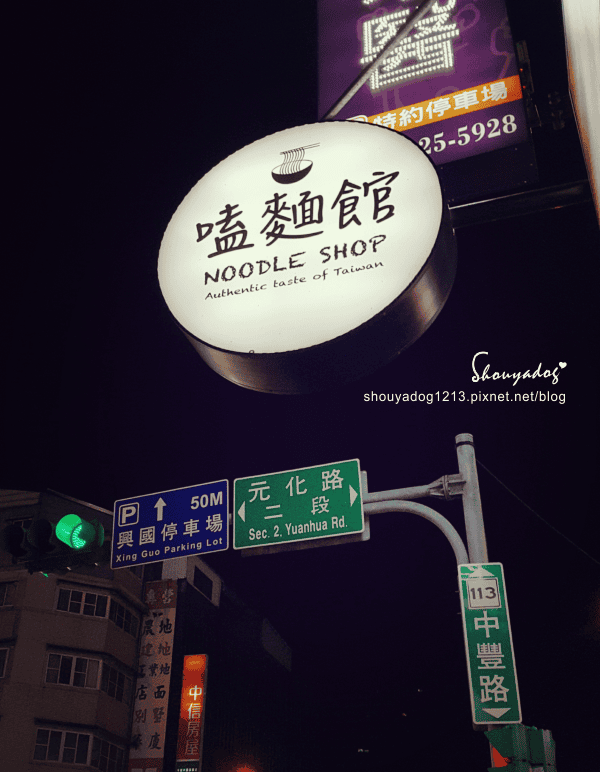 醫
特約停車場
25-5928
嗑麵館
NOODLE SHOP
Authentic taste of Taiwan
Shouyadog
shouyadog1213.pixnet.net/blog
P
50M
興國停車場
Xing Guo Parking Lot
元化路
二段
Sec. 2, Yuanhua Rd.
113
中豐路
中信房屋